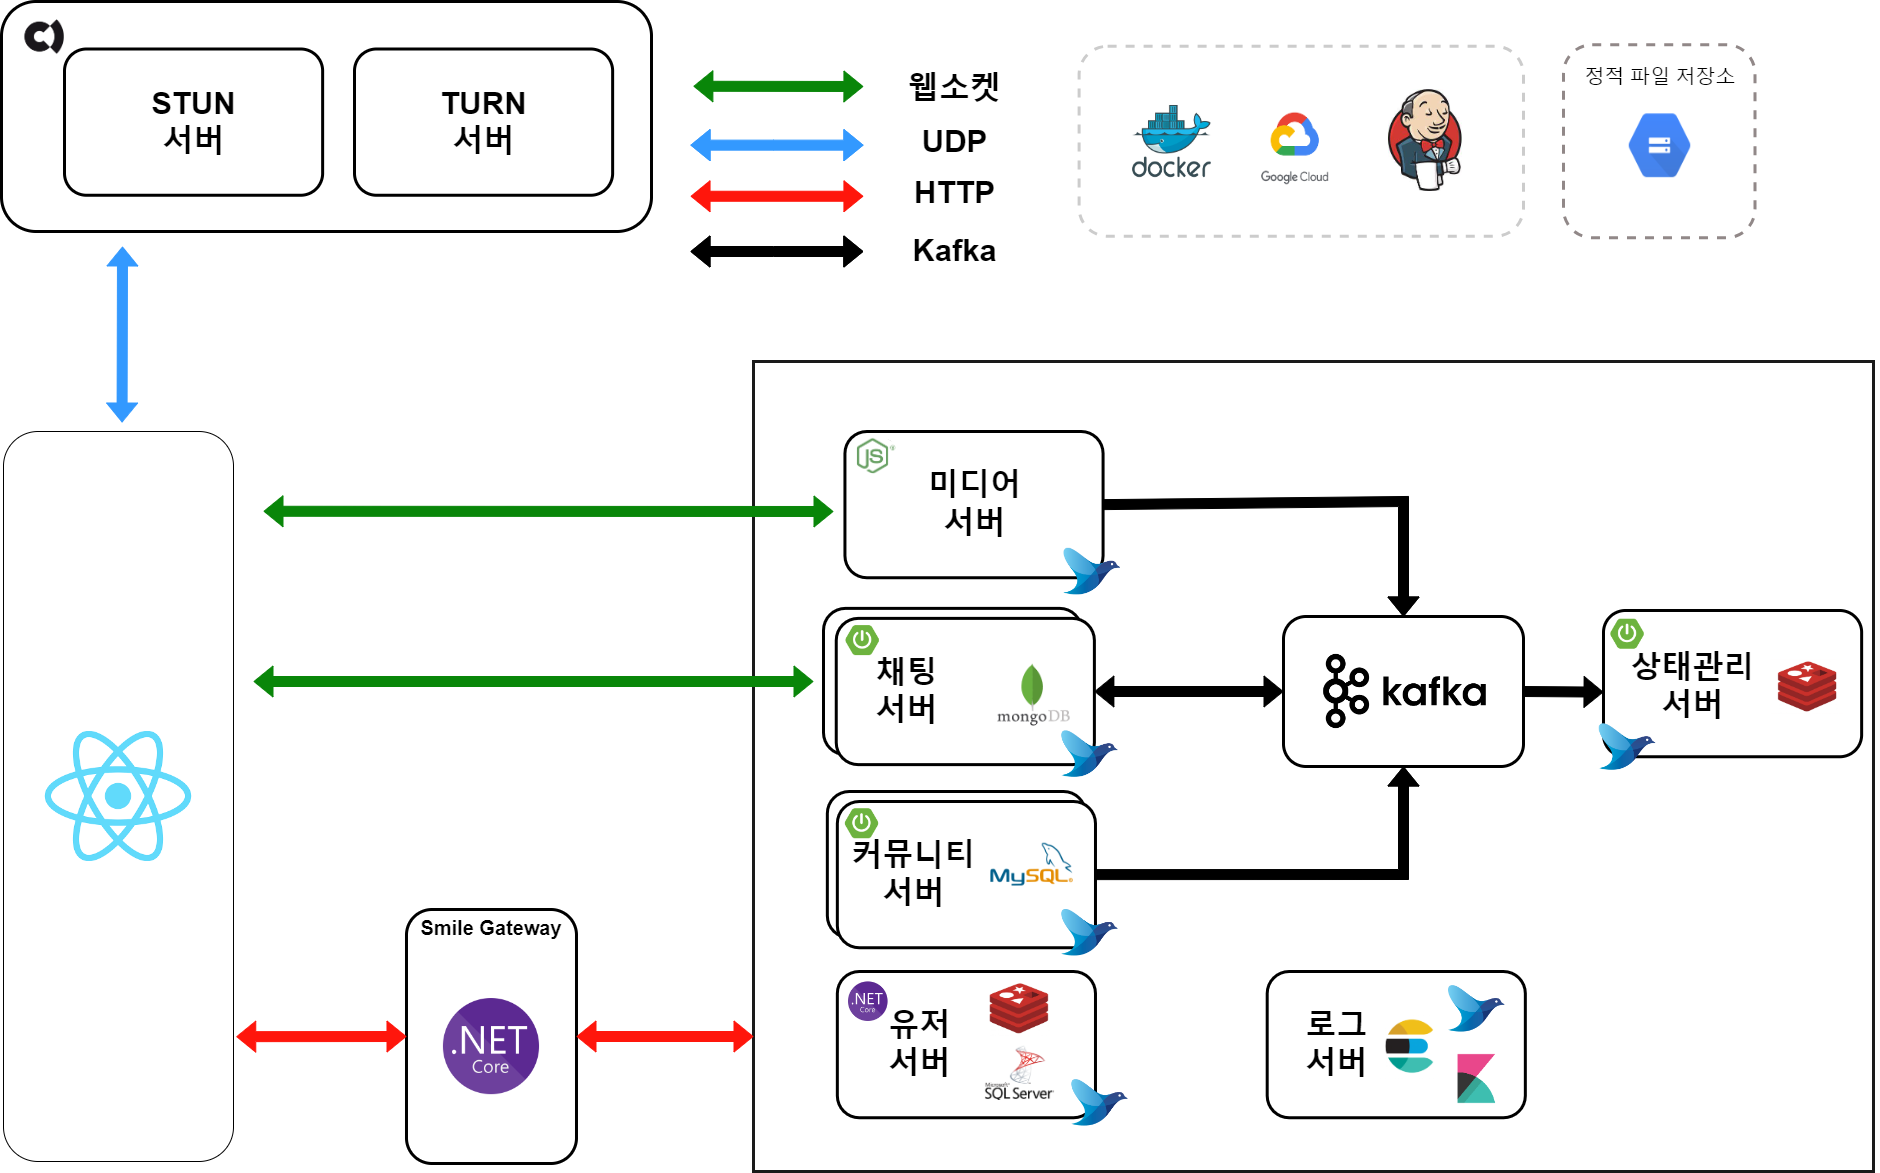 STUN
서버
TURN
서버
웹소켓
UDP
HTTP
Kafka
docker
Google Cloud
정적 파일 저장소
JS
미디어
서버
채팅
서버
mongoDB
kafka
상태관리
서버
커뮤니티
서버
MySQL
Smile Gateway
.NET
Core
.NET
Core
유저
서버
Microsoft
SQL Server
로그
서버